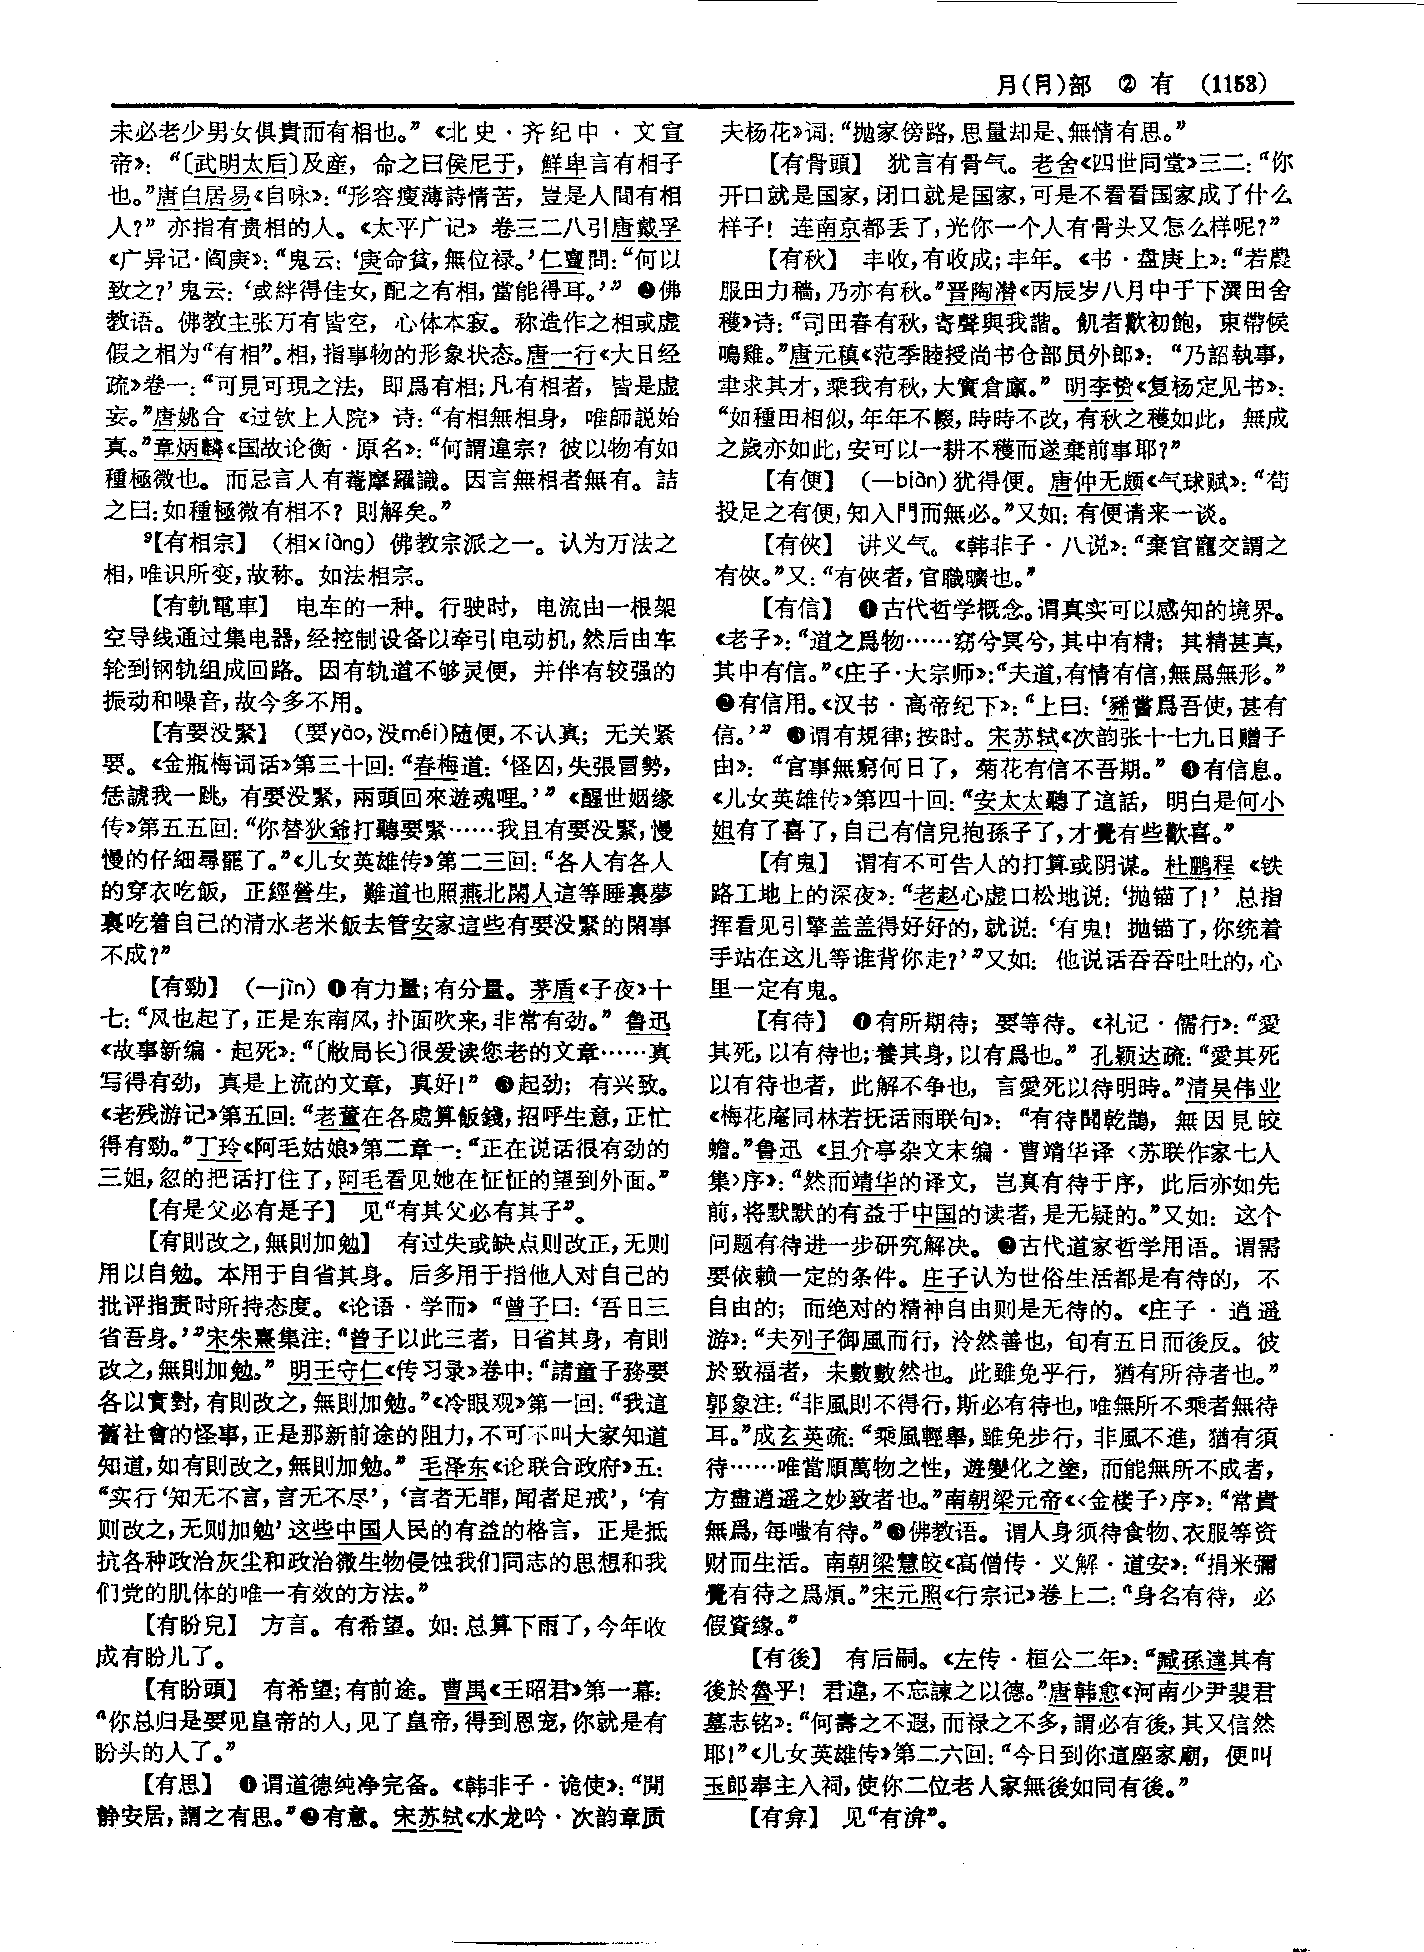 月(⺝)部 ② 有 (1153)
未必老少男女俱貴而有相也。”《北史·齐纪中·文宣
帝》：“〔武明太后〕及産，命之曰侯尼于，鲜卑言有相子
也。”唐白居易《自咏》：“形容瘦薄詩情苦，豈是人間有相
人？”亦指有贵相的人。《太平广记》卷三二八引唐戴孚
《广异记·阎庚》：“鬼云：‘庚命貧，無位禄。’仁亶問：“何以
致之？’鬼云：‘或絆得佳女，配之有相，當能得耳。’” ❷佛
教语。佛教主张万有皆空，心体本寂。称造作之相或虚
假之相为“有相”。相，指事物的形象状态。唐一行《大日经
疏》卷一：“可見可現之法，即爲有相；凡有相者，皆是虚
妄。”唐姚合《过钦上人院》诗：“有相無相身，唯師説始
真。”章炳麟《国故论衡·原名》：“何謂違宗？彼以物有如
種極微也。而忌言人有菴摩羅識。因言無相者無有。詰
之曰：如種極微有相不？則解矣。”
⁹【有相宗】（相xiàng）佛教宗派之一。认为万法之
相，唯识所变，故称。如法相宗。
【有軌電車】 电车的一种。行驶时，电流由一根架
空导线通过集电器，经控制设备以牵引电动机，然后由车
轮到钢轨组成回路。因有轨道不够灵便，并伴有较强的
振动和噪音，故今多不用。
【有要没緊】（要yào，没méi）随便，不认真；无关紧
要。《金瓶梅词话》第三十回：“春梅道：‘怪囚，失張冒勢，
恁諕我一跳，有要没緊，兩頭回來遊魂哩。’”《醒世姻缘
传》第五五回：“你替狄爺打聽要緊……我且有要没緊，慢
慢的仔細尋罷了。”《儿女英雄传》第二三回：“各人有各人
的穿衣吃飯，正經營生，難道也照燕北閑人這等睡裏夢
裏吃着自己的清水老米飯去管安家這些有要没緊的閑事
不成？”
【有勁】（—jìn）❶有力量；有分量。茅盾《子夜》十
七：“风也起了，正是东南风，扑面吹来，非常有劲。”鲁迅
《故事新编·起死》：“〔敝局长〕很爱读您老的文章……真
写得有劲，真是上流的文章，真好！” ❷起劲；有兴致。
《老残游记》第五回：“老董在各處算飯錢，招呼生意，正忙
得有勁。”丁玲《阿毛姑娘》第二章一：“正在说话很有劲的
三姐，忽的把话打住了，阿毛看见她在怔怔的望到外面。”
【有是父必有是子】 见“有其父必有其子”。
【有則改之，無則加勉】 有过失或缺点则改正，无则
用以自勉。本用于自省其身。后多用于指他人对自己的
批评指责时所持态度。《论语·学而》“曾子曰：‘吾日三
省吾身。’”宋朱熹集注：“曾子以此三者，日省其身，有則
改之，無則加勉。”明王守仁《传习录》卷中：“請童子務要
各以實對，有則改之，無則加勉。”《冷眼观》第一回：“我這
舊社會的怪事，正是那新前途的阻力，不可不叫大家知道
知道，如有則改之，無則加勉。”毛泽东《论联合政府》五：
“实行‘知无不言，言无不尽’，‘言者无罪，闻者足戒’，‘有
则改之，无则加勉’这些中国人民的有益的格言，正是抵
抗各种政治灰尘和政治微生物侵蚀我们同志的思想和我
们党的肌体的唯一有效的方法。”
【有盼兒】 方言。有希望。如：总算下雨了，今年收
成有盼儿了。
【有盼頭】 有希望；有前途。曹禺《王昭君》第一幕：
“你总归是要见皇帝的人，见了皇帝，得到恩宠，你就是有
盼头的人了。”
【有思】 ❶谓道德纯净完备。《韩非子·诡使》：“閒
静安居，謂之有思。”❷有意。宋苏轼《水龙吟·次韵章质
夫杨花》词：“抛家傍路，思量却是、無情有思。”
【有骨頭】 犹言有骨气。老舍《四世同堂》三二：“你
开口就是国家，闭口就是国家，可是不看看国家成了什么
样子！连南京都丢了，光你一个人有骨头又怎么样呢？”
【有秋】 丰收，有收成；丰年。《书·盘庚上》：“若農
服田力穡，乃亦有秋。”晋陶潜《丙辰岁八月中于下潠田舍
穫》诗：“司田眷有秋，寄聲與我諧。飢者歡初飽，束帶候
鳴雞。”唐元稹《范季睦授尚书仓部员外郎》：“乃詔執事，
聿求其才，乘我有秋，大實倉廩。”明李贽《复杨定见书》：
“如種田相似，年年不輟，時時不改，有秋之穫如此，無成
之歲亦如此，安可以一耕不穫而遂棄前事耶？”
【有便】 （—biàn）犹得便。唐仲无颇《气球赋》：“苟
投足之有便，知入門而無必。”又如：有便请来一谈。
【有俠】 讲义气。《韩非子·八说》：“棄官寵交謂之
有俠。”又：“有俠者，官職曠也。”
【有信】 ❶古代哲学概念。谓真实可以感知的境界。
《老子》：“道之爲物……窈兮冥兮，其中有精；其精甚真，
其中有信。”《庄子·大宗师》：“夫道，有情有信，無爲無形。”
❷有信用。《汉书·高帝纪下》：“上曰：‘豨嘗爲吾使，甚有
信。’” ❸谓有規律；按时。宋苏轼《次韵张十七九日赠子
由》：“官事無窮何日了，菊花有信不吾期。” ❹有信息。
《儿女英雄传》第四十回：“安太太聽了這話，明白是何小
姐有了喜了，自己有信兒抱孫子了，才覺有些歡喜。”
【有鬼】 谓有不可告人的打算或阴谋。杜鹏程《铁
路工地上的深夜》：“老赵心虚口松地说：‘抛锚了！’总指
挥看见引擎盖盖得好好的，就说：‘有鬼！抛锚了，你统着
手站在这儿等谁背你走？’”又如：他说话吞吞吐吐的，心
里一定有鬼。
【有待】 ❶有所期待；要等待。《礼记·儒行》：“愛
其死，以有待也；養其身，以有爲也。”孔颖达疏：“愛其死
以有待也者，此解不争也，言愛死以待明時。”清吴伟业
《梅花庵同林若抚话雨联句》：“有待聞乾鵲，無因見皎
蟾。”鲁迅《且介亭杂文末编·曹靖华译〈苏联作家七人
集〉序》：“然而靖华的译文，岂真有待于序，此后亦如先
前，将默默的有益于中国的读者，是无疑的。”又如：这个
问题有待进一步研究解决。❷古代道家哲学用语。谓需
要依赖一定的条件。庄子认为世俗生活都是有待的，不
自由的；而绝对的精神自由则是无待的。《庄子·逍遥
游》：“夫列子御風而行，泠然善也，旬有五日而後反。彼
於致福者，未數數然也。此雖免乎行，猶有所待者也。”
郭象注：“非風則不得行，斯必有待也，唯無所不乘者無待
耳。”成玄英疏：“乘風輕舉，雖免步行，非風不進，猶有須
待……唯當順萬物之性，遊變化之塗，而能無所不成者，
方盡逍遥之妙致者也。”南朝梁元帝《〈金楼子〉序》：“常貴
無爲，每嗤有待。”❸佛教语。谓人身须待食物、衣服等资
财而生活。南朝梁慧皎《高僧传·义解·道安》：“捐米彌
覺有待之爲煩。”宋元照《行宗记》卷上二：“身名有待，必
假資缘。”
【有後】 有后嗣。《左传·桓公二年》：“臧孫達其有
後於魯乎！君違，不忘諫之以德。”唐韩愈《河南少尹裴君
墓志铭》：“何壽之不遐，而禄之不多，謂必有後，其又信然
耶！”《儿女英雄传》第二六回：“今日到你這座家廟，便叫
玉郎奉主入祠，使你二位老人家無後如同有後。”
【有弇】 见“有渰”。